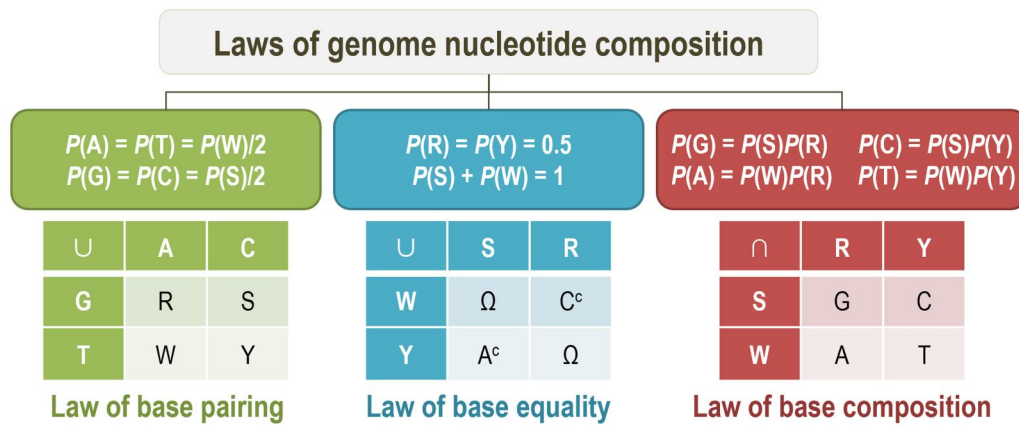 Laws of genome nucleotide composition
P(A) = P(T) = P(W)/2
P(G) = P(C) = P(S)/2
∪ A C
G R S
T W Y
Law of base pairing
P(R) = P(Y) = 0.5
P(S) + P(W) = 1
∪ S R
W Ω Cᶜ
Y Aᶜ Ω
Law of base equality
P(G) = P(S)P(R) P(C) = P(S)P(Y)
P(A) = P(W)P(R) P(T) = P(W)P(Y)
∩ R Y
S G C
W A T
Law of base composition